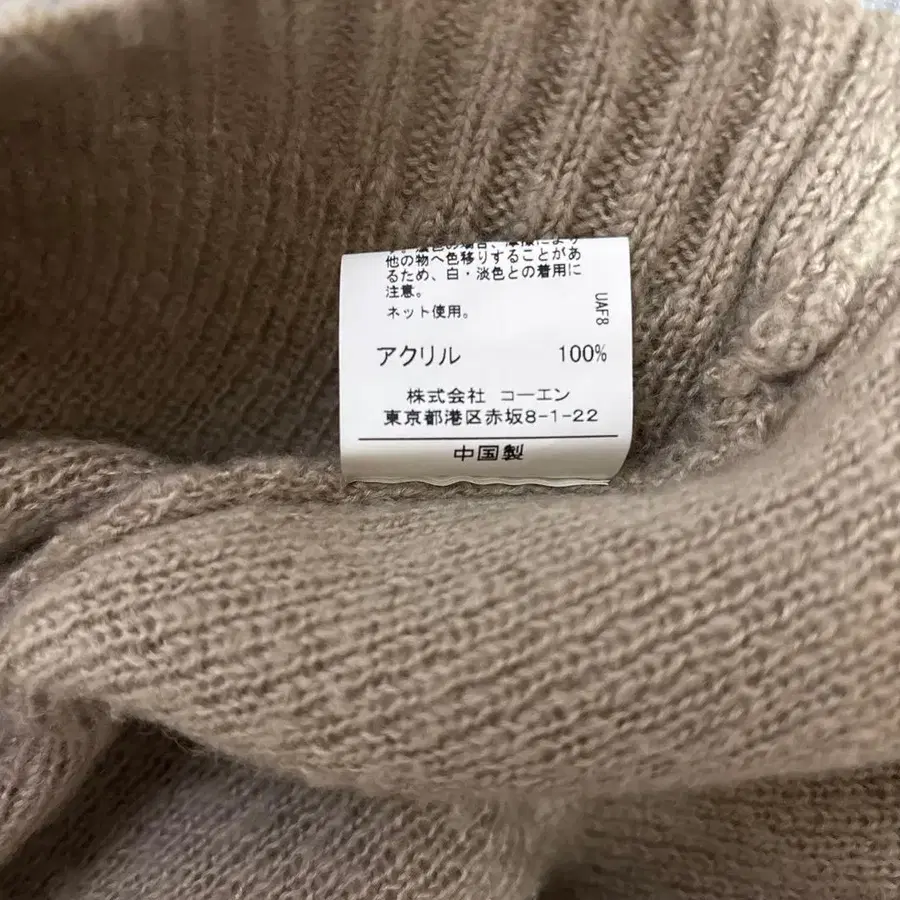 他の物へ色移りすることがあ
るため、白・淡色との着用に
注意。
ネット使用。
UAF8
アクリル 100%
株式会社 コーエン
東京都港区赤坂8-1-22
中国製